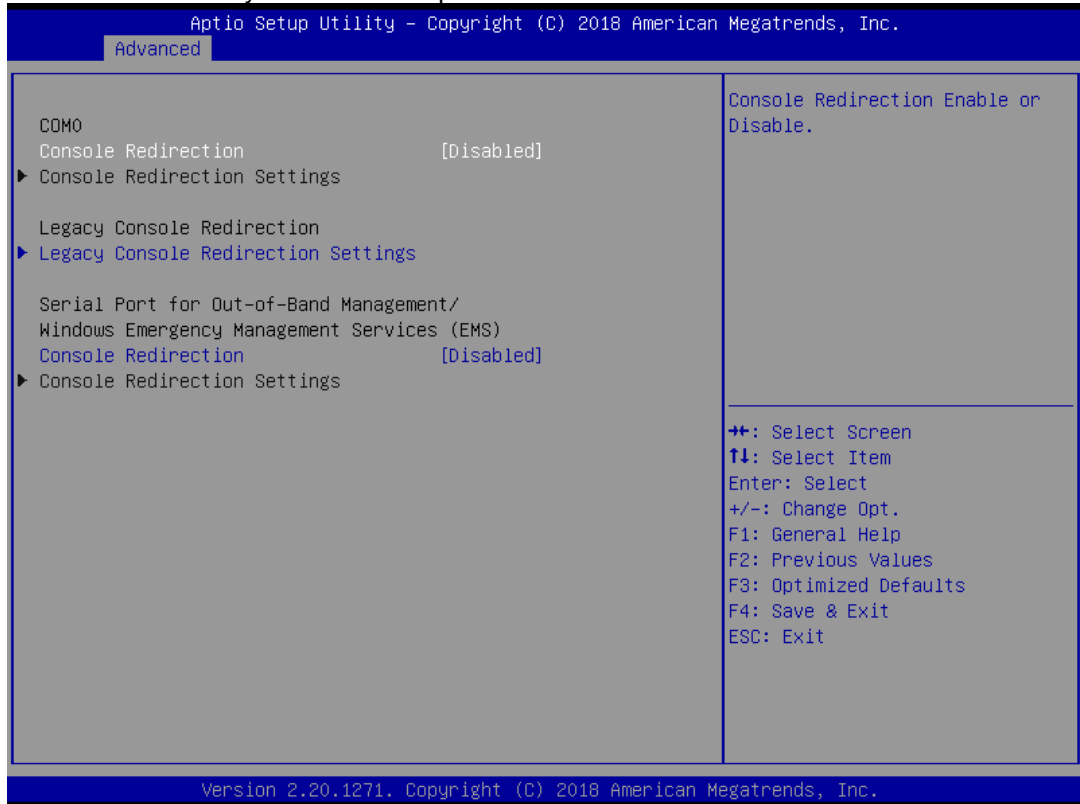 Aptio Setup Utility – Copyright (C) 2018 American Megatrends, Inc.
Advanced
COM0
Console Redirection [Disabled]
▶ Console Redirection Settings
Legacy Console Redirection
▶ Legacy Console Redirection Settings
Serial Port for Out-of-Band Management/
Windows Emergency Management Services (EMS)
Console Redirection [Disabled]
▶ Console Redirection Settings
Console Redirection Enable or
Disable.
→←: Select Screen
↑↓: Select Item
Enter: Select
+/-: Change Opt.
F1: General Help
F2: Previous Values
F3: Optimized Defaults
F4: Save & Exit
ESC: Exit
Version 2.20.1271. Copyright (C) 2018 American Megatrends, Inc.